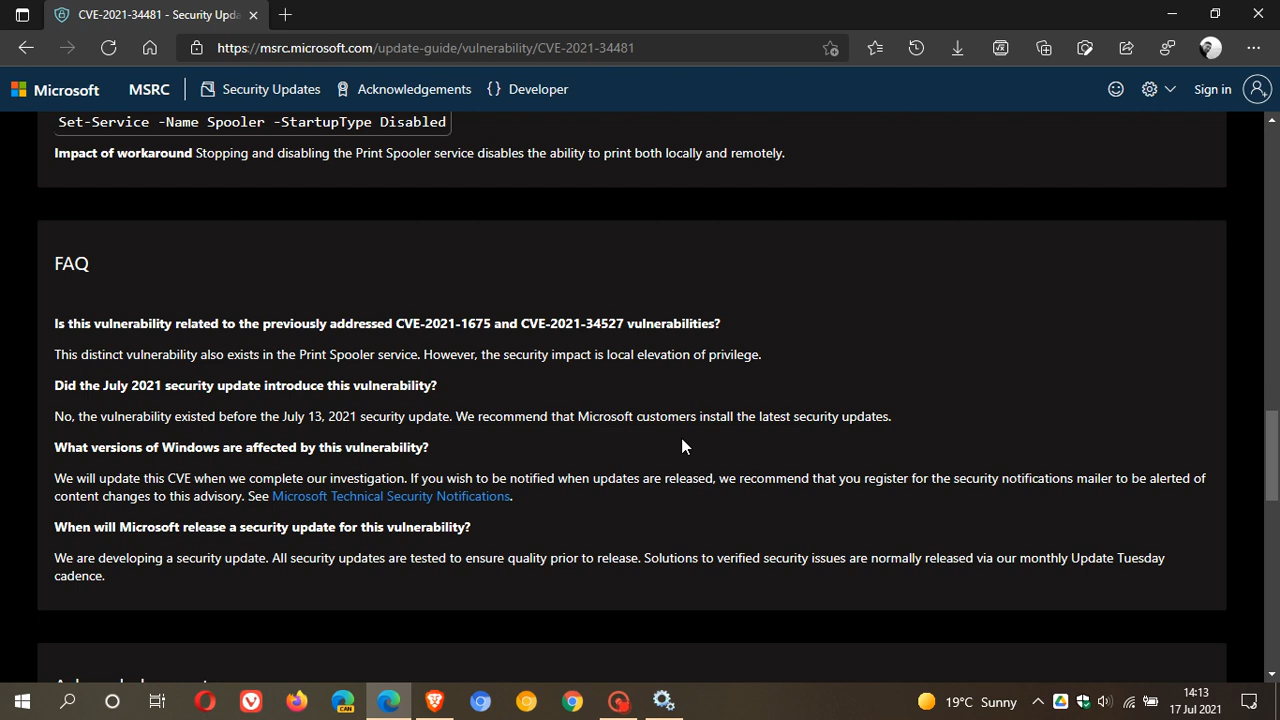 CVE-2021-34481 - Security Upda
https://msrc.microsoft.com/update-guide/vulnerability/CVE-2021-34481
Microsoft MSRC Security Updates Acknowledgements {} Developer Sign in
Set-Service -Name Spooler -StartupType Disabled
Impact of workaround Stopping and disabling the Print Spooler service disables the ability to print both locally and remotely.
FAQ
Is this vulnerability related to the previously addressed CVE-2021-1675 and CVE-2021-34527 vulnerabilities?
This distinct vulnerability also exists in the Print Spooler service. However, the security impact is local elevation of privilege.
Did the July 2021 security update introduce this vulnerability?
No, the vulnerability existed before the July 13, 2021 security update. We recommend that Microsoft customers install the latest security updates.
What versions of Windows are affected by this vulnerability?
We will update this CVE when we complete our investigation. If you wish to be notified when updates are released, we recommend that you register for the security notifications mailer to be alerted of
content changes to this advisory. See Microsoft Technical Security Notifications.
When will Microsoft release a security update for this vulnerability?
We are developing a security update. All security updates are tested to ensure quality prior to release. Solutions to verified security issues are normally released via our monthly Update Tuesday
cadence.
CAN
19°C Sunny
14:13
17 Jul 2021